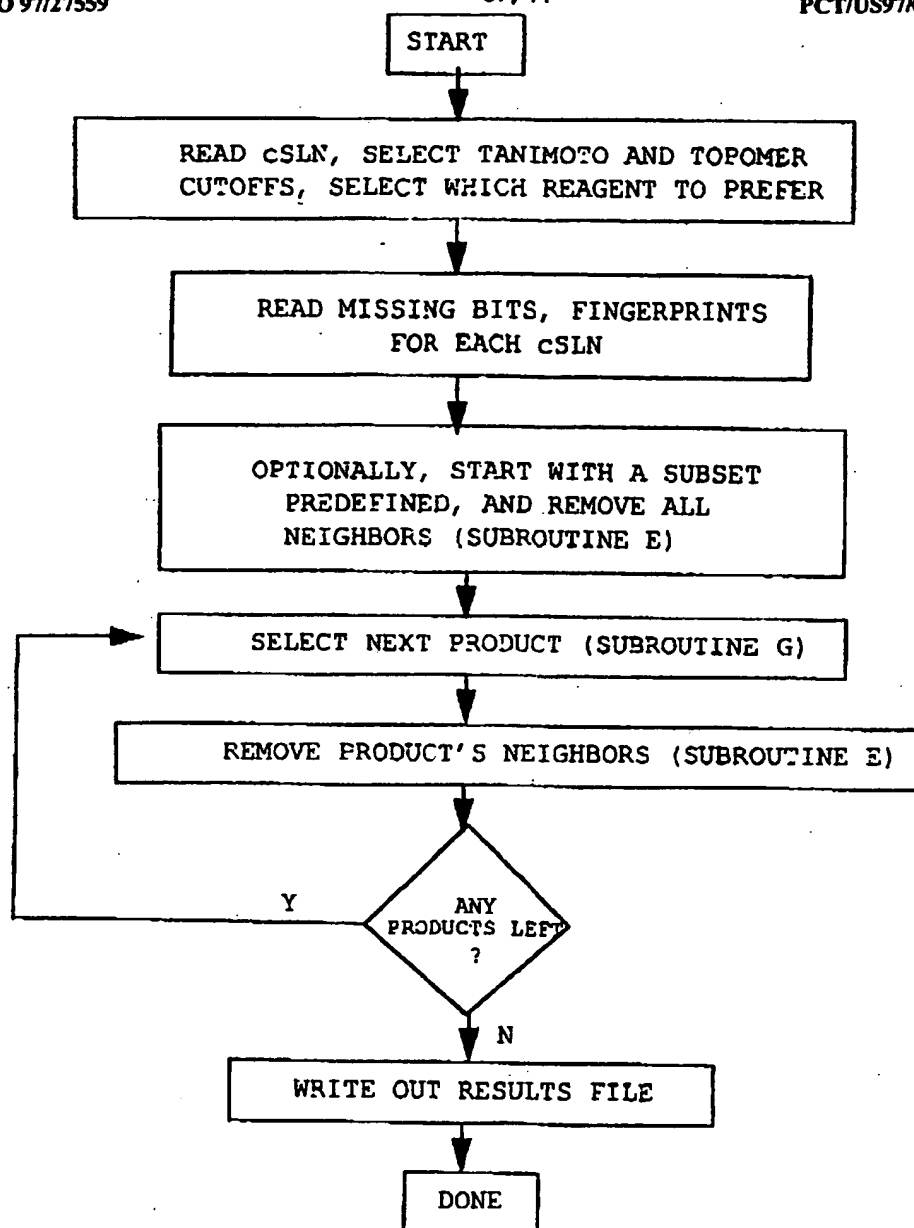 O 97/27559
PCT/US97/
START
READ cSLN, SELECT TANIMOTO AND TOPOMER
CUTOFFS, SELECT WHICH REAGENT TO PREFER
READ MISSING BITS, FINGERPRINTS
FOR EACH cSLN
OPTIONALLY, START WITH A SUBSET
PREDEFINED, AND REMOVE ALL
NEIGHBORS (SUBROUTINE E)
SELECT NEXT PRODUCT (SUBROUTINE G)
REMOVE PRODUCT'S NEIGHBORS (SUBROUTINE E)
Y
ANY
PRODUCTS LEFT
?
N
WRITE OUT RESULTS FILE
DONE